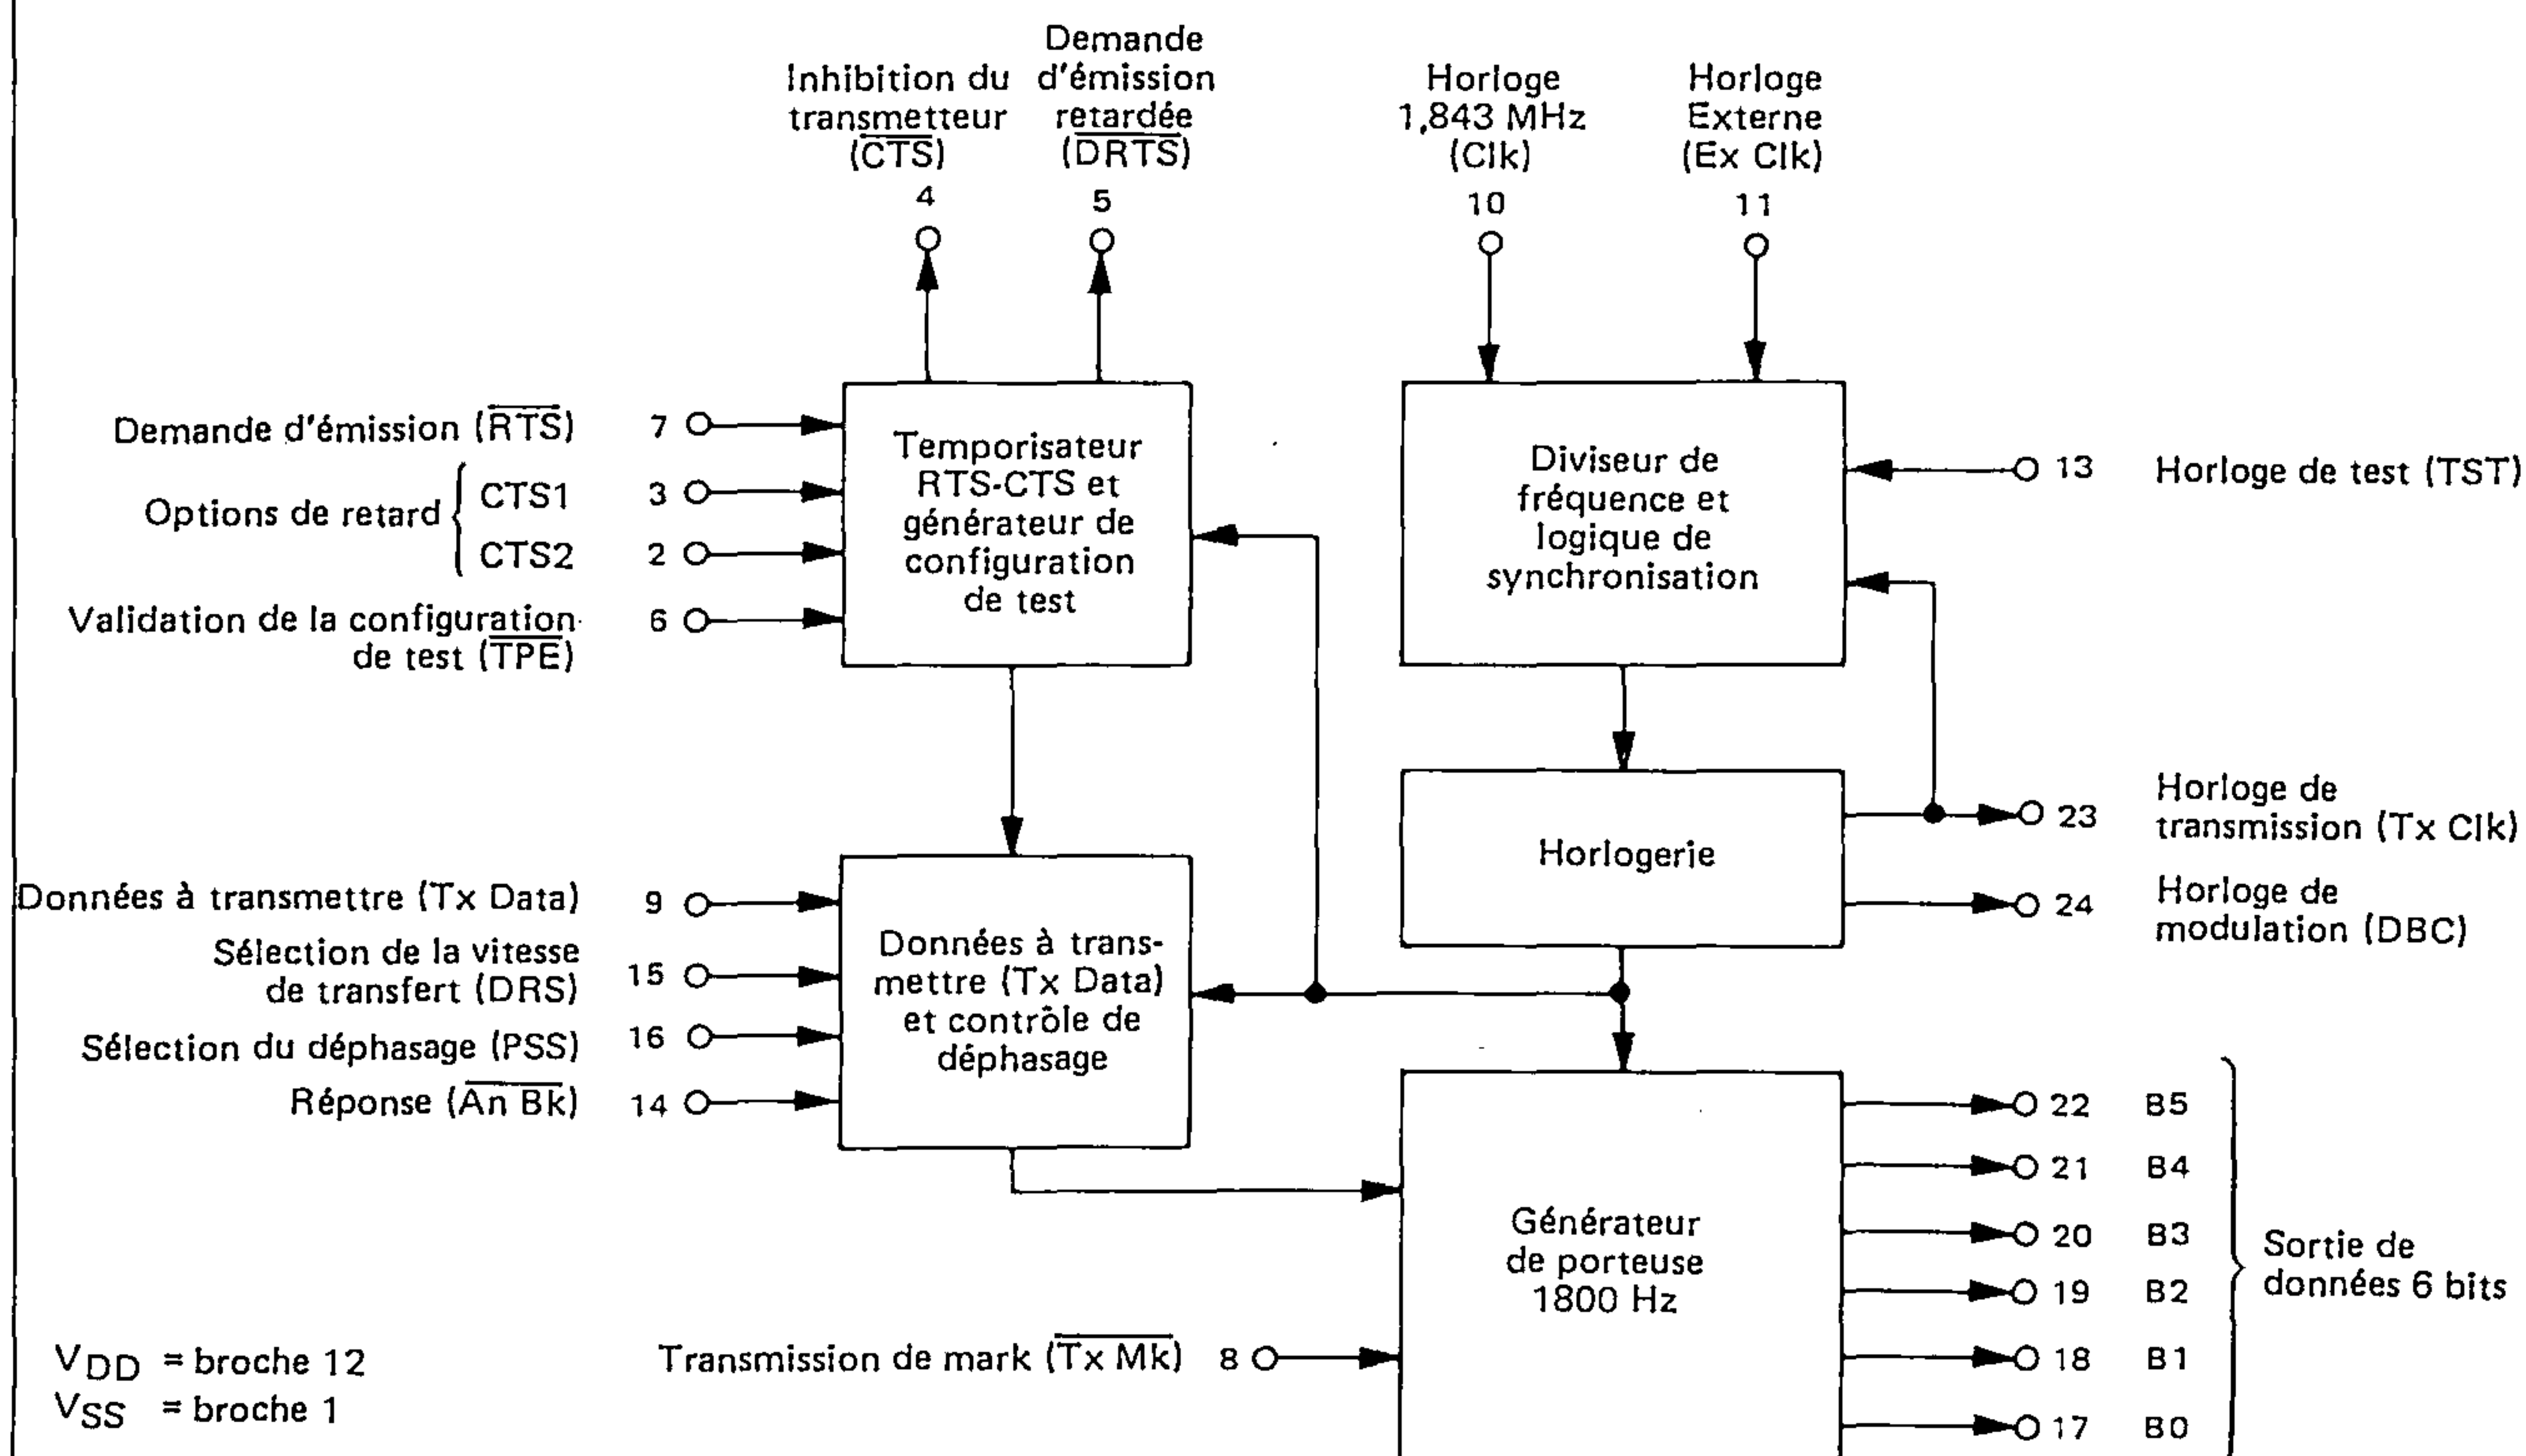 Inhibition du
transmetteur
(CTS)
4
Demande
d'émission
retardée
(DRTS)
5
Horloge
1,843 MHz
(Clk)
10
Horloge
Externe
(Ex Clk)
11
Demande d'émission (RTS) 7
Options de retard
CTS1 3
CTS2 2
Validation de la configuration 6
de test (TPE)
Temporisateur
RTS-CTS et
générateur de
configuration
de test
Diviseur de
fréquence et
logique de
synchronisation
13 Horloge de test (TST)
Horlogerie
23 Horloge de
transmission (Tx Clk)
24 Horloge de
modulation (DBC)
Données à transmettre (Tx Data) 9
Sélection de la vitesse
de transfert (DRS) 15
Sélection du déphasage (PSS) 16
Réponse (An Bk) 14
Données à trans-
mettre (Tx Data)
et contrôle de
déphasage
Générateur
de porteuse
1800 Hz
22 B5
21 B4
20 B3
19 B2
18 B1
17 B0
Sortie de
données 6 bits
Transmission de mark (Tx Mk) 8
VDD = broche 12
VSS = broche 1